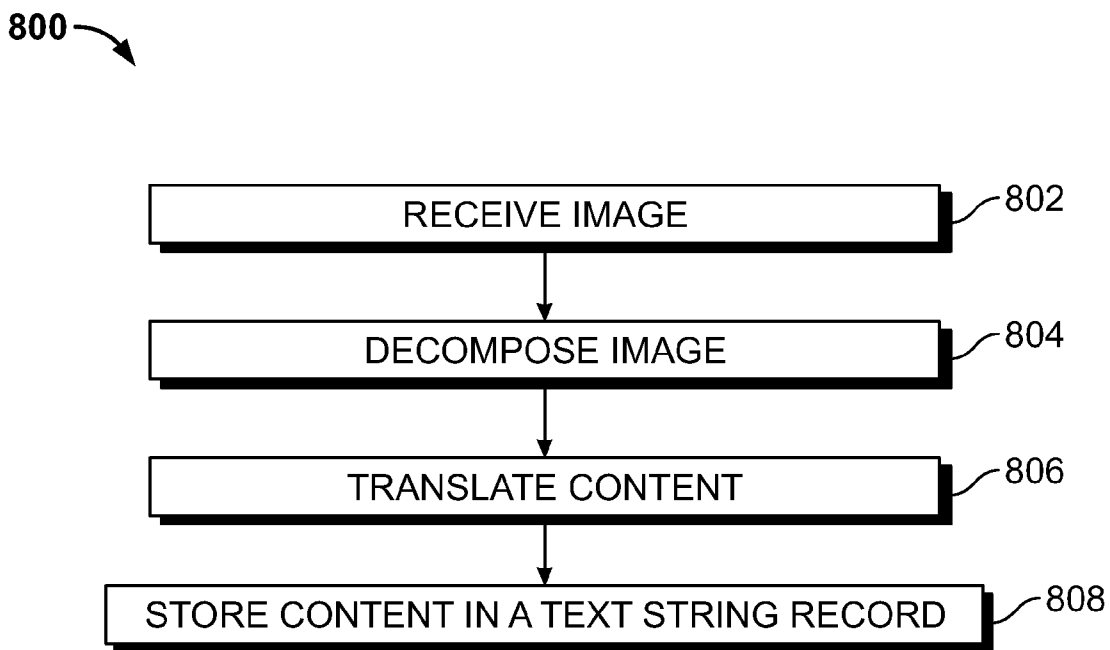 800
RECEIVE IMAGE 802
DECOMPOSE IMAGE 804
TRANSLATE CONTENT 806
STORE CONTENT IN A TEXT STRING RECORD 808